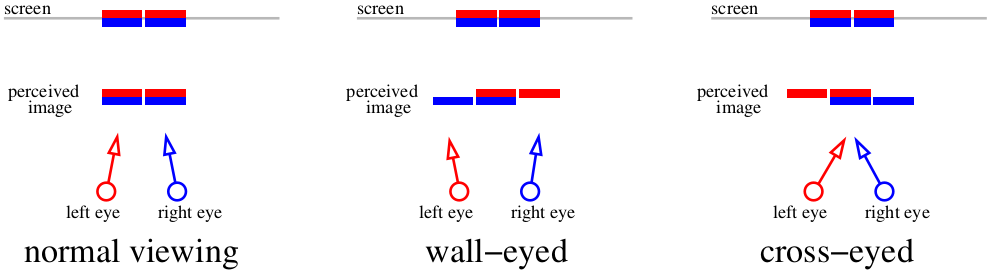 screen
perceived
image
left eye
right eye
normal viewing
screen
perceived
image
left eye
right eye
wall−eyed
screen
perceived
image
left eye
right eye
cross−eyed